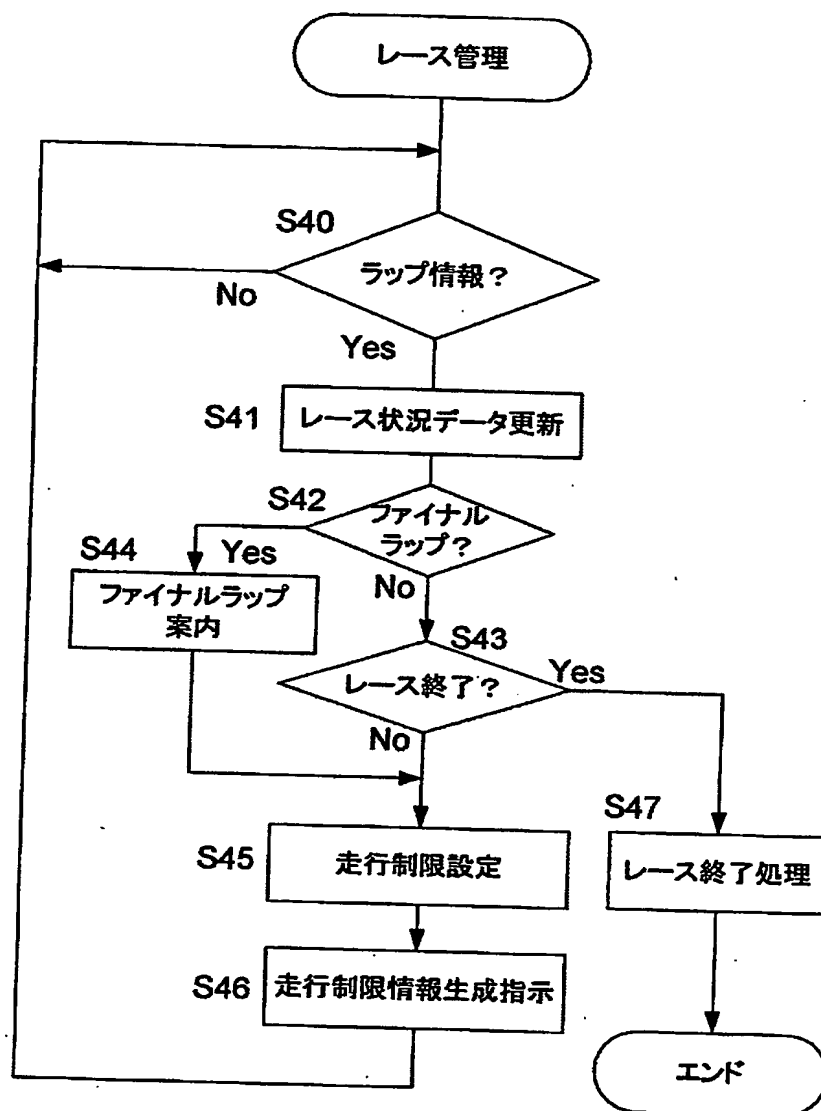 レース管理
S40
ラップ情報？
No
Yes
S41
レース状況データ更新
S42
ファイナル
ラップ？
Yes
No
S44
ファイナルラップ
案内
S43
レース終了？
Yes
No
S45
走行制限設定
S47
レース終了処理
S46
走行制限情報生成指示
エンド